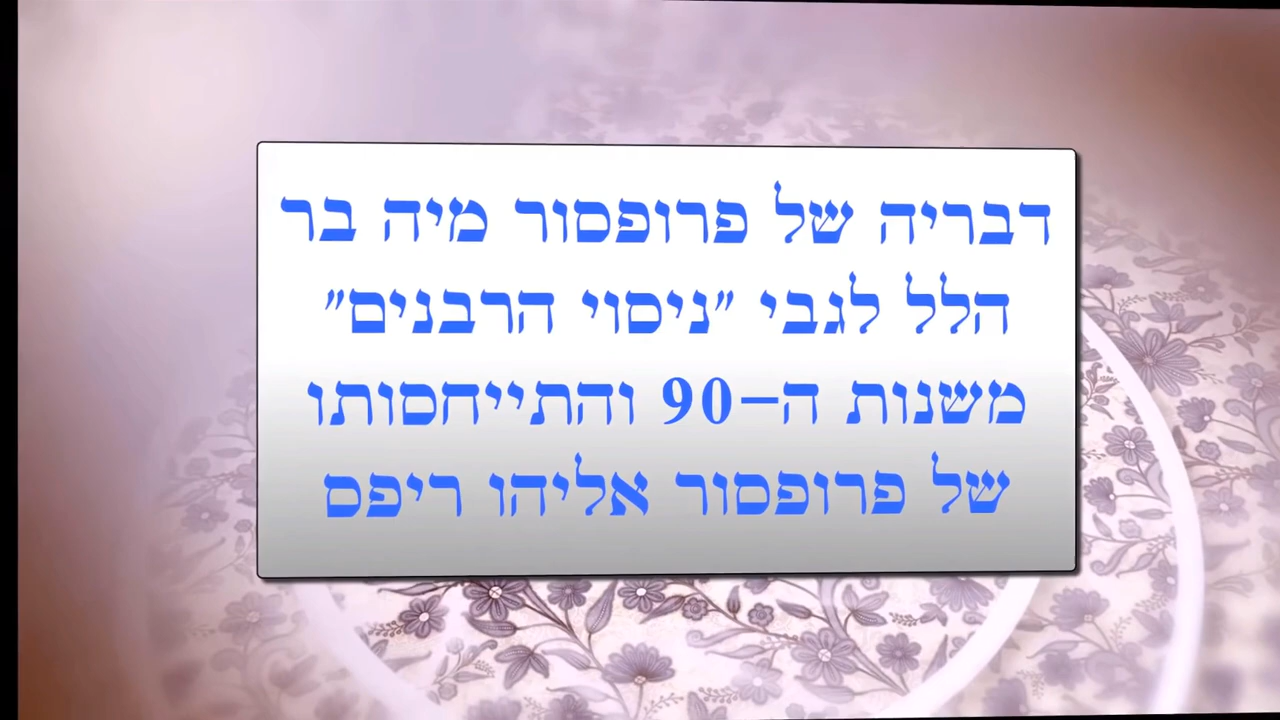 דבריה של פרופסור מיה בר
הלל לגבי "ניסוי הרבנים"
משנות ה-90 והתייחסותו
של פרופסור אליהו ריפס